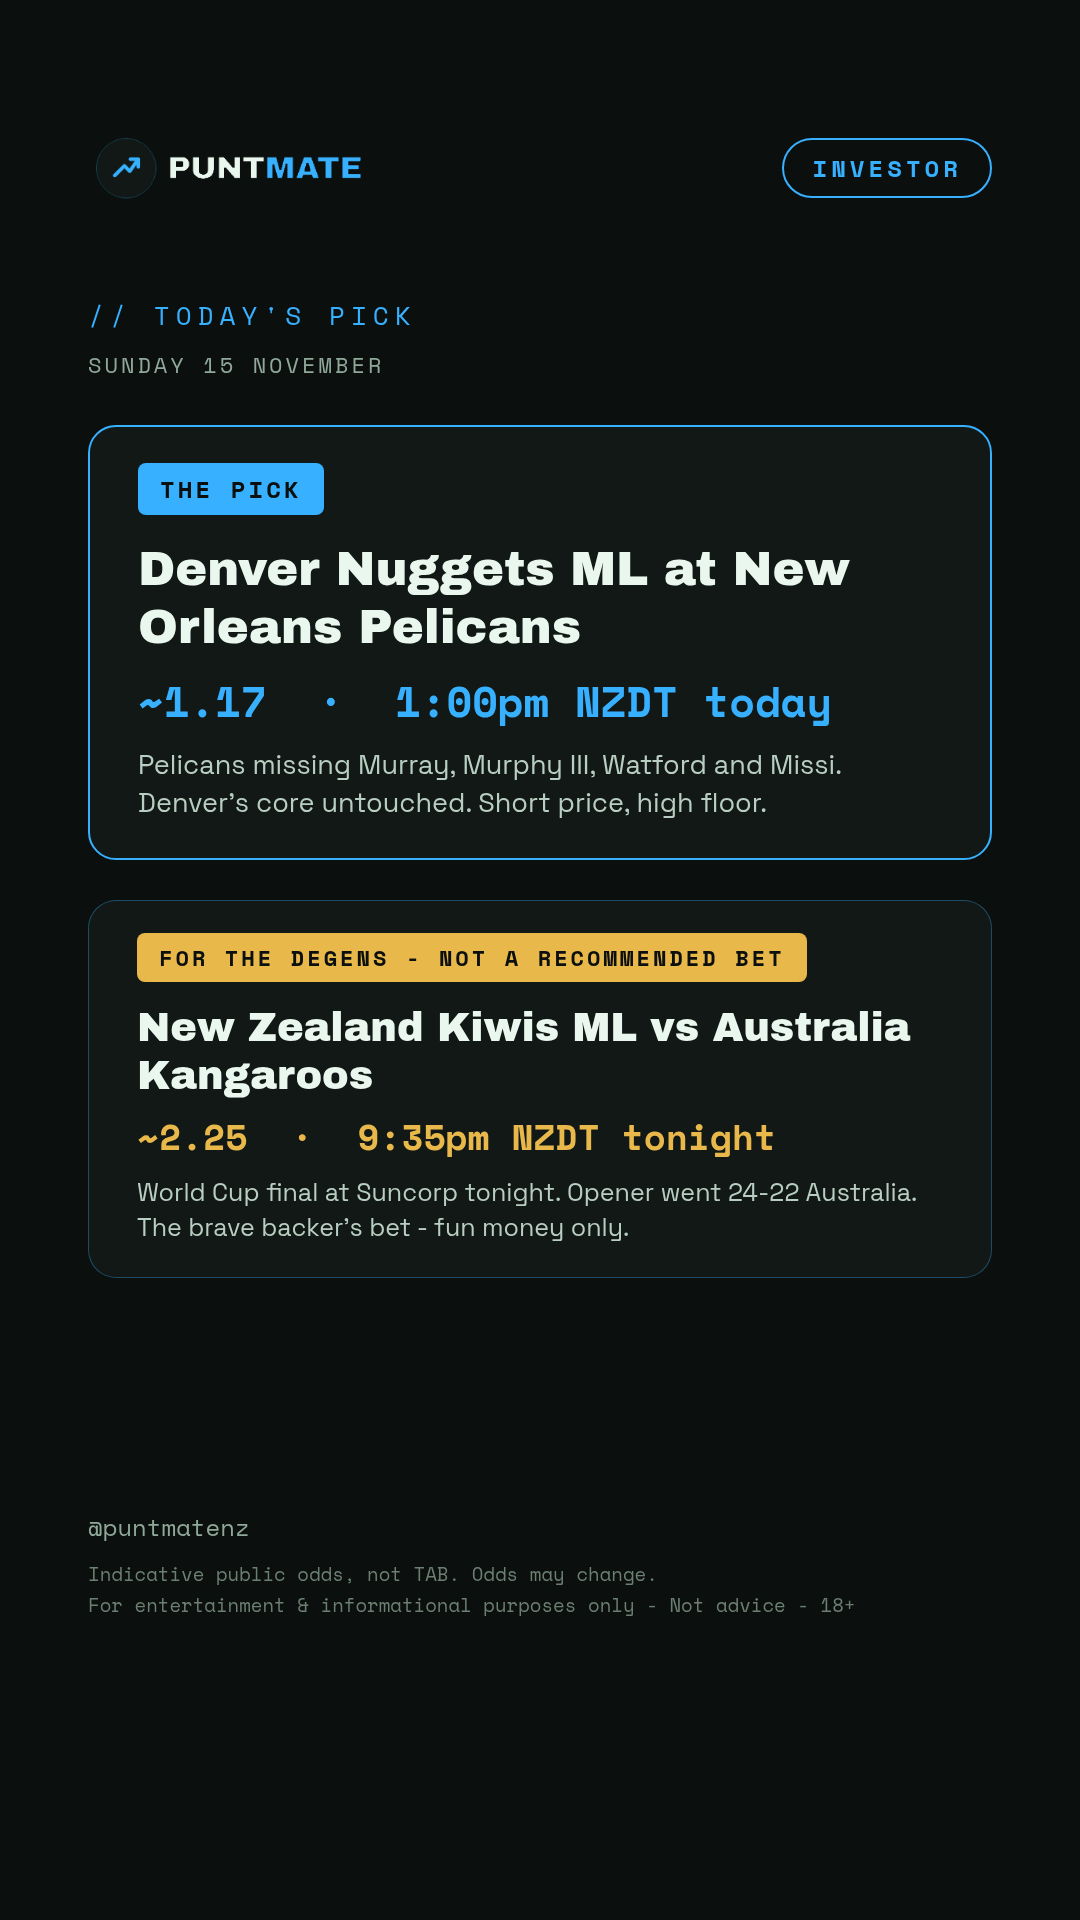 PUNTMATE
INVESTOR
// TODAY'S PICK
SUNDAY 15 NOVEMBER
THE PICK
Denver Nuggets ML at New
Orleans Pelicans
~1.17 · 1:00pm NZDT today
Pelicans missing Murray, Murphy III, Watford and Missi.
Denver's core untouched. Short price, high floor.
FOR THE DEGENS - NOT A RECOMMENDED BET
New Zealand Kiwis ML vs Australia
Kangaroos
~2.25 · 9:35pm NZDT tonight
World Cup final at Suncorp tonight. Opener went 24-22 Australia.
The brave backer's bet - fun money only.
@puntmatenz
Indicative public odds, not TAB. Odds may change.
For entertainment & informational purposes only - Not advice - 18+